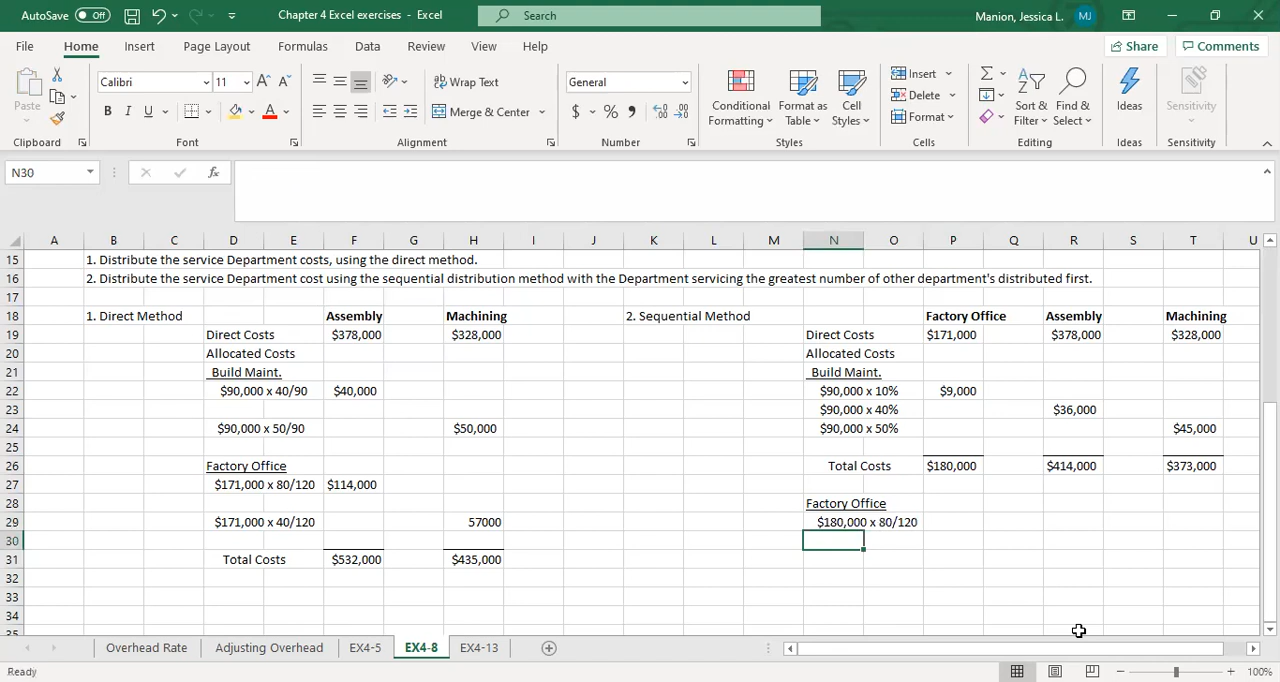 AutoSave Off Chapter 4 Excel exercises - Excel Search Manion, Jessica L. MJ
File Home Insert Page Layout Formulas Data Review View Help Share Comments
Paste Calibri 11 A A Wrap Text General Conditional Formatting Format as Table Cell Styles Insert Delete Format Sort & Filter Find & Select Ideas Sensitivity
B I U A Merge & Center $ % ,
Clipboard Font Alignment Number Styles Cells Editing Ideas Sensitivity
N30 fx
A B C D E F G H I J K L M N O P Q R S T U
15 1. Distribute the service Department costs, using the direct method.
16 2. Distribute the service Department cost using the sequential distribution method with the Department servicing the greatest number of other department's distributed first.
17
18 1. Direct Method Assembly Machining 2. Sequential Method Factory Office Assembly Machining
19 Direct Costs $378,000 $328,000 Direct Costs $171,000 $378,000 $328,000
20 Allocated Costs Allocated Costs
21 Build Maint. Build Maint.
22 $90,000 x 40/90 $40,000 $90,000 x 10% $9,000
23 $90,000 x 40% $36,000
24 $90,000 x 50/90 $50,000 $90,000 x 50% $45,000
25
26 Factory Office Total Costs $180,000 $414,000 $373,000
27 $171,000 x 80/120 $114,000
28 Factory Office
29 $171,000 x 40/120 57000 $180,000 x 80/120
30
31 Total Costs $532,000 $435,000
32
33
34
35
Overhead Rate Adjusting Overhead EX4-5 EX4-8 EX4-13
Ready 100%